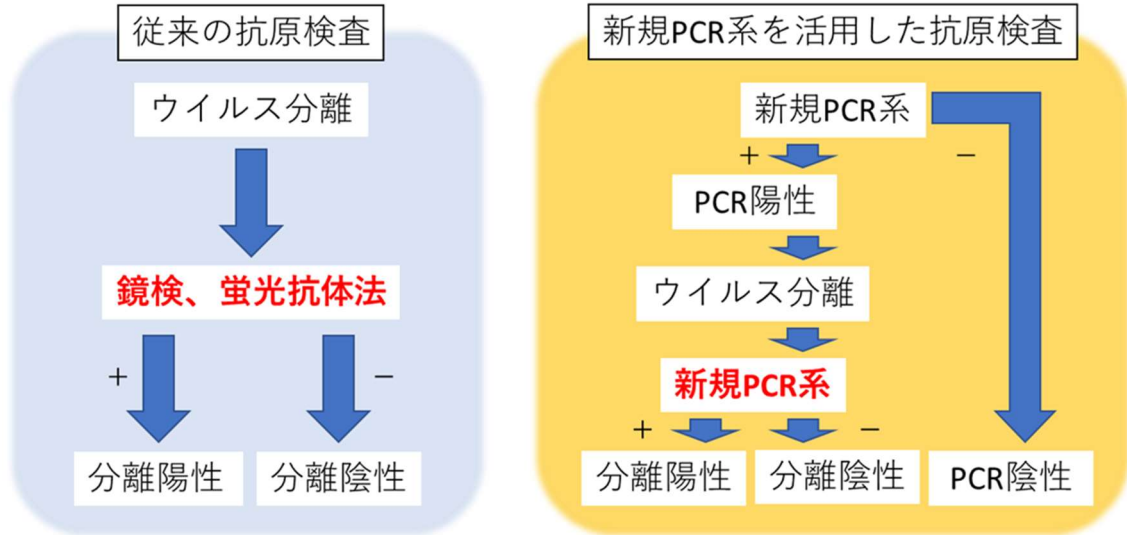 従来の抗原検査
ウイルス分離
鏡検、蛍光抗体法
+
−
分離陽性
分離陰性
新規PCR系を活用した抗原検査
新規PCR系
+
−
PCR陽性
ウイルス分離
新規PCR系
+
−
分離陽性
分離陰性
PCR陰性